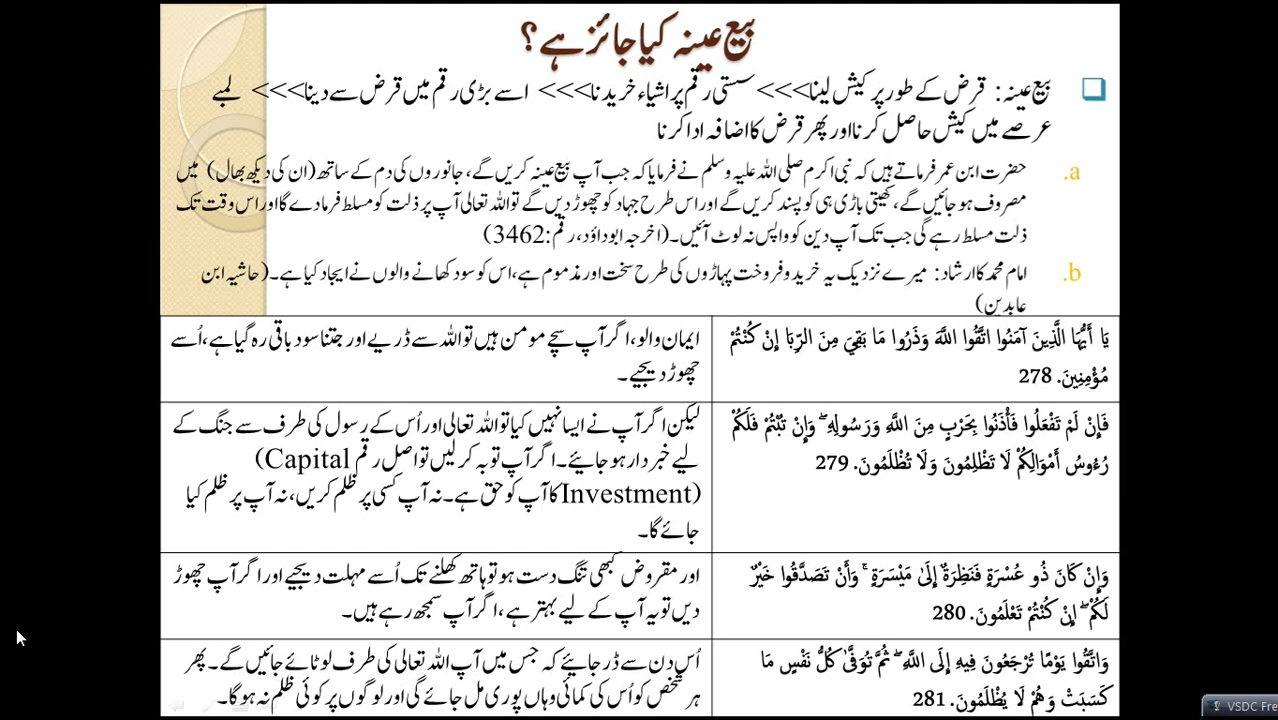 بیع عینہ کیا جائز ہے؟
بیع عینہ: قرض کے طور پر کیش لینا>>> سستی رقم پر اشیاء خریدنا>>> اسے بڑی رقم میں قرض سے دینا>>> لمبے
عرصے میں کیش حاصل کرنا اور پھر قرض کا اضافہ ادا کرنا
a. حضرت ابن عمر فرماتے ہیں کہ نبی اکرم صلی اللہ علیہ وسلم نے فرمایا کہ جب آپ بیع عینہ کریں گے، جانوروں کی دم کے ساتھ (ان کی دیکھ بھال) میں
مصروف ہو جائیں گے، کھیتی باڑی ہی کو پسند کریں گے اور اس طرح جہاد کو چھوڑ دیں گے تو اللہ تعالی آپ پر ذلت کو مسلط فرما دے گا اور اس وقت تک
ذلت مسلط رہے گی جب تک آپ دین کو واپس نہ لوٹ آئیں۔ (اخرجہ ابو داؤد، رقم:3462)
b. امام محمد کا ارشاد: میرے نزدیک یہ خرید و فروخت پہاڑوں کی طرح سخت اور مذموم ہے، اس کو سود کھانے والوں نے ایجاد کیا ہے۔ (حاشیہ ابن
عابدین)
يَا أَيُّهَا الَّذِينَ آمَنُوا اتَّقُوا اللَّهَ وَذَرُوا مَا بَقِيَ مِنَ الرِّبَا إِنْ كُنْتُمْ
مُؤْمِنِينَ. 278
ایمان والو، اگر آپ سچے مومن ہیں تو اللہ سے ڈریے اور جتنا سود باقی رہ گیا ہے، اُسے
چھوڑ دیجیے۔
فَإِنْ لَمْ تَفْعَلُوا فَأْذَنُوا بِحَرْبٍ مِنَ اللَّهِ وَرَسُولِهِ ۖ وَإِنْ تُبْتُمْ فَلَكُمْ
رُءُوسُ أَمْوَالِكُمْ لَا تَظْلِمُونَ وَلَا تُظْلَمُونَ. 279
لیکن اگر آپ نے ایسا نہیں کیا تو اللہ تعالی اور اُس کے رسول کی طرف سے جنگ کے
لیے خبردار ہو جائیے۔ اگر آپ توبہ کر لیں تو اصل رقم (Capital
Investment) کا آپ کو حق ہے۔ نہ آپ کسی پر ظلم کریں، نہ آپ پر ظلم کیا
جائے گا۔
وَإِنْ كَانَ ذُو عُسْرَةٍ فَنَظِرَةٌ إِلَىٰ مَيْسَرَةٍ ۚ وَأَنْ تَصَدَّقُوا خَيْرٌ
لَكُمْ ۖ إِنْ كُنْتُمْ تَعْلَمُونَ. 280
اور مقروض کبھی تنگ دست ہو تو ہاتھ کھلنے تک اُسے مہلت دیجیے اور اگر آپ چھوڑ
دیں تو یہ آپ کے لیے بہتر ہے، اگر آپ سمجھ رہے ہیں۔
وَاتَّقُوا يَوْمًا تُرْجَعُونَ فِيهِ إِلَى اللَّهِ ۖ ثُمَّ تُوَفَّىٰ كُلُّ نَفْسٍ مَا
كَسَبَتْ وَهُمْ لَا يُظْلَمُونَ. 281
اُس دن سے ڈر جایئے کہ جس میں آپ اللہ تعالی کی طرف لوٹائے جائیں گے۔ پھر
ہر شخص کو اُس کی کمائی وہاں پوری مل جائے گی اور لوگوں پر کوئی ظلم نہ ہو گا۔
VSDC Fre